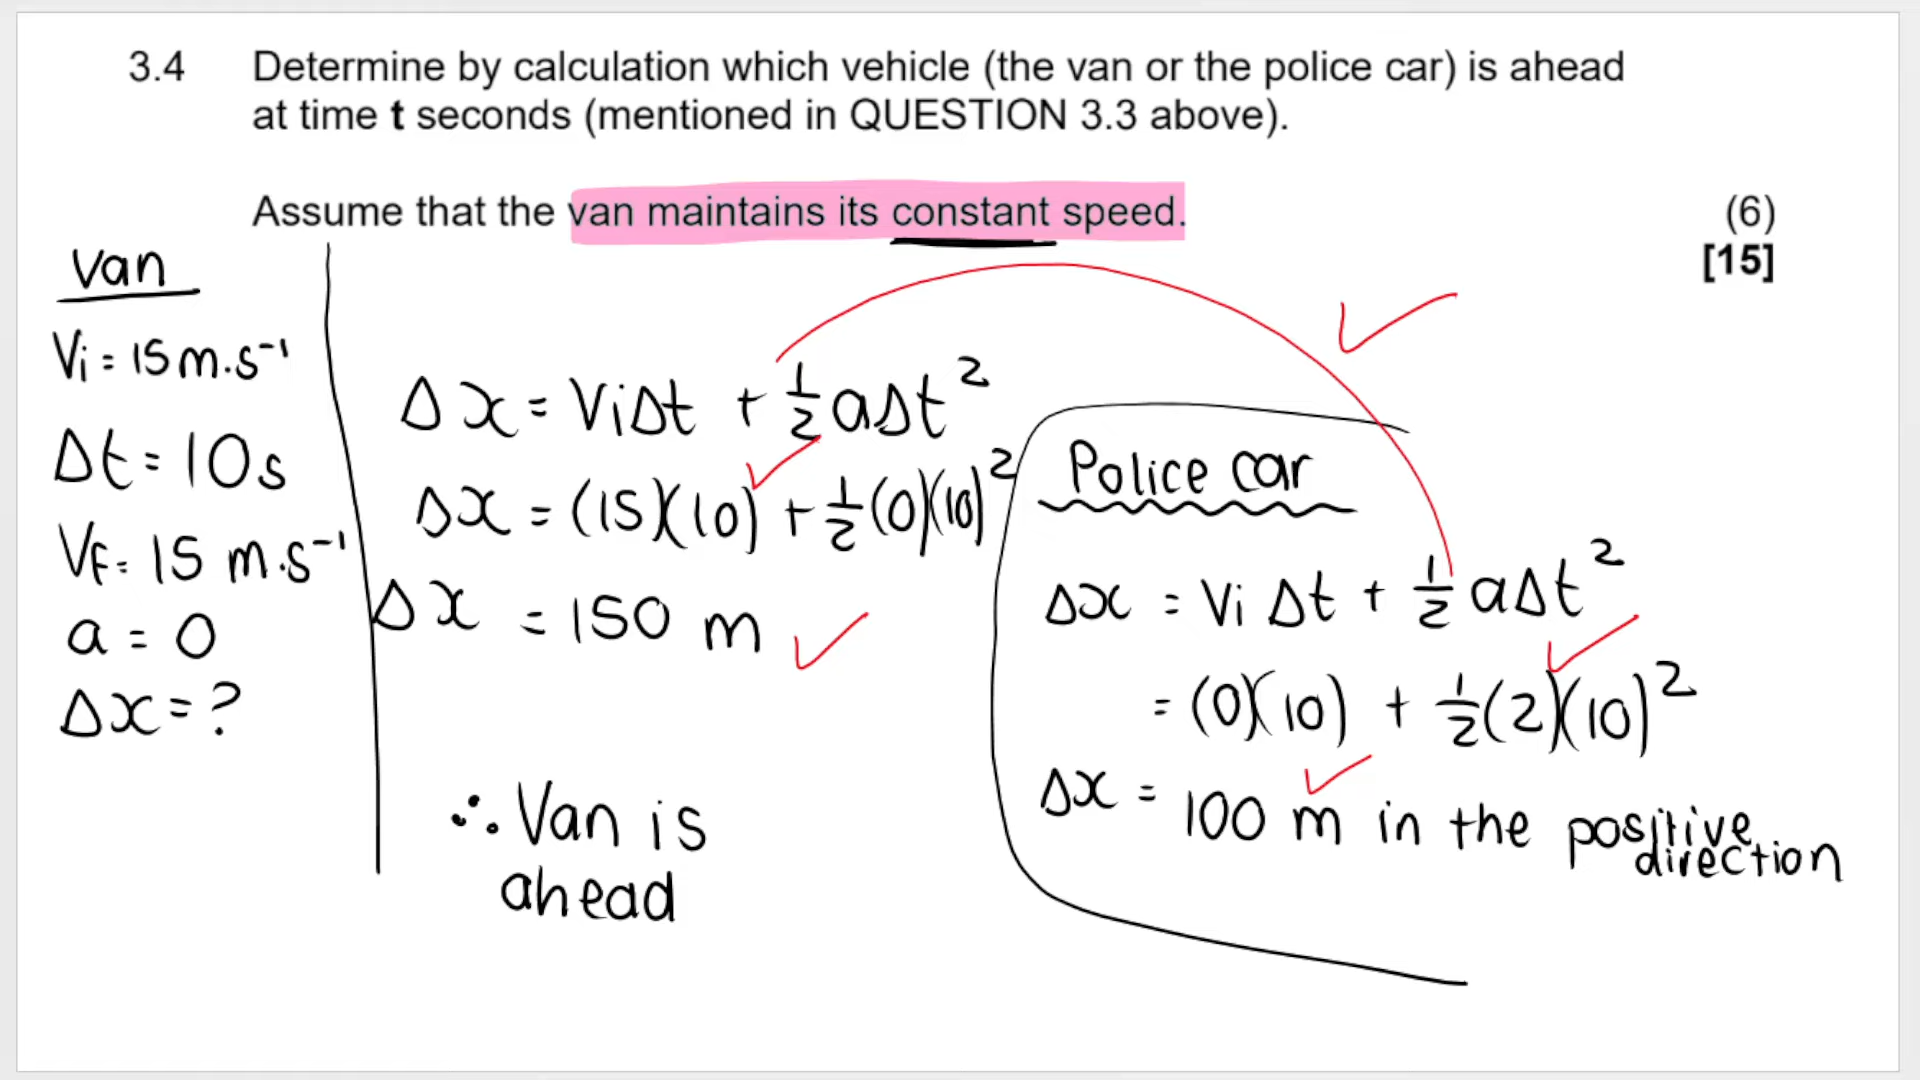 3.4 Determine by calculation which vehicle (the van or the police car) is ahead
at time t seconds (mentioned in QUESTION 3.3 above).
Assume that the van maintains its constant speed. (6)
[15]
Van
Vi = 15 m.s⁻¹
Δt = 10s
VF = 15 m.s⁻¹
a = 0
Δx = ?
Δx = ViΔt + ½aΔt²
Δx = (15)(10) + ½(0)(10)²
Δx = 150 m
∴ Van is
ahead
Police car
Δx = Vi Δt + ½aΔt²
= (0)(10) + ½(2)(10)²
Δx = 100 m in the positive
direction